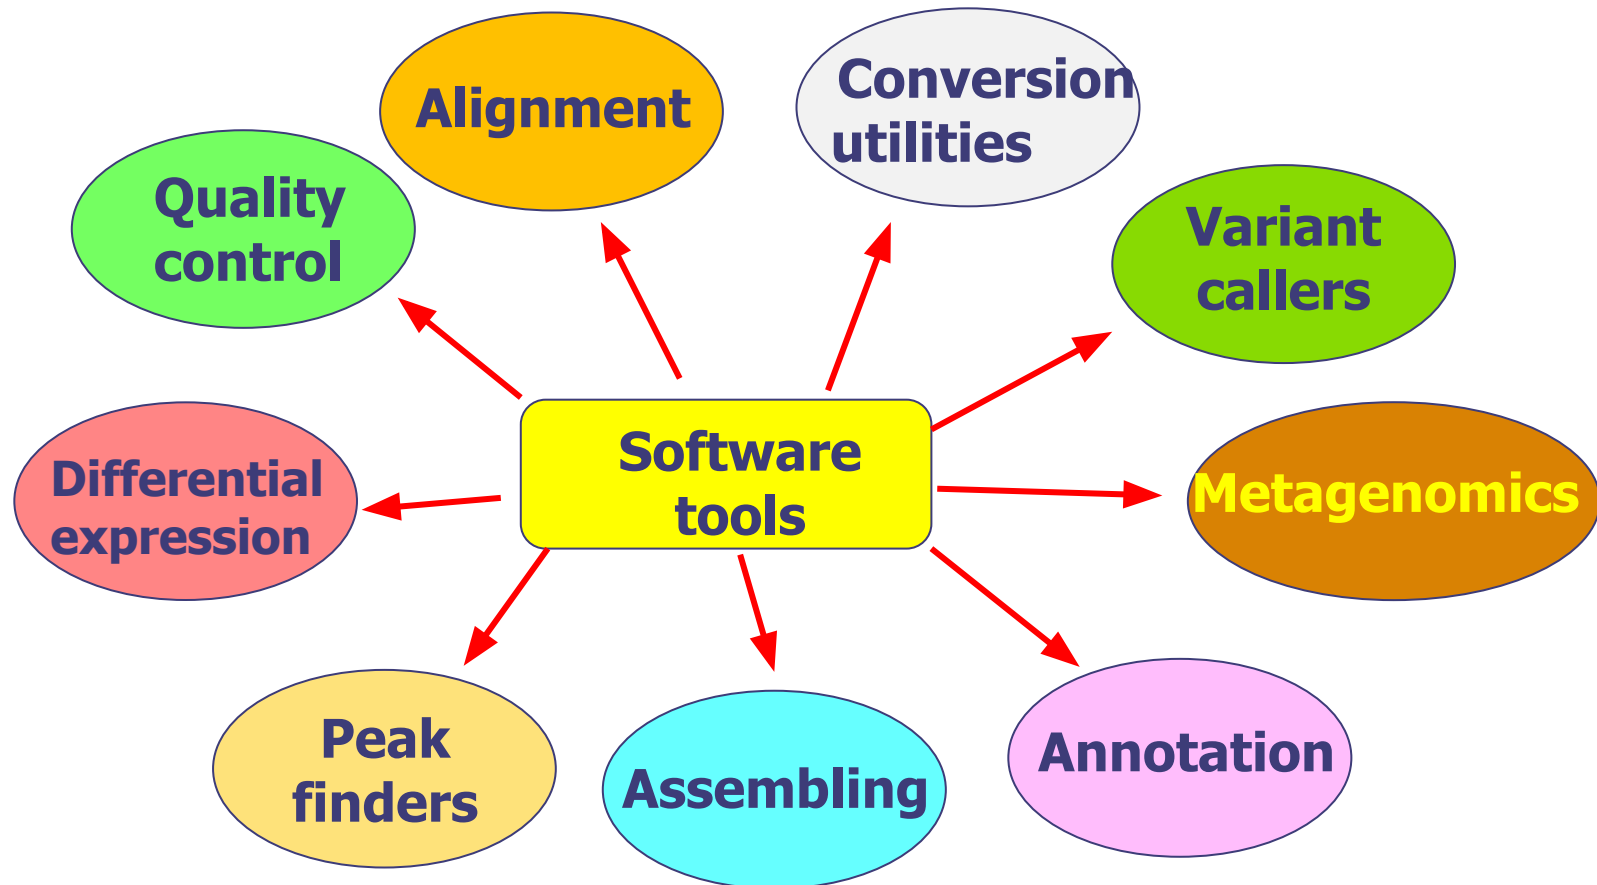 Alignment
Conversion
utilities
Quality
control
Variant
callers
Software
tools
Differential
expression
Metagenomics
Peak
finders
Assembling
Annotation